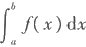 ∫_a^b f(x) dx